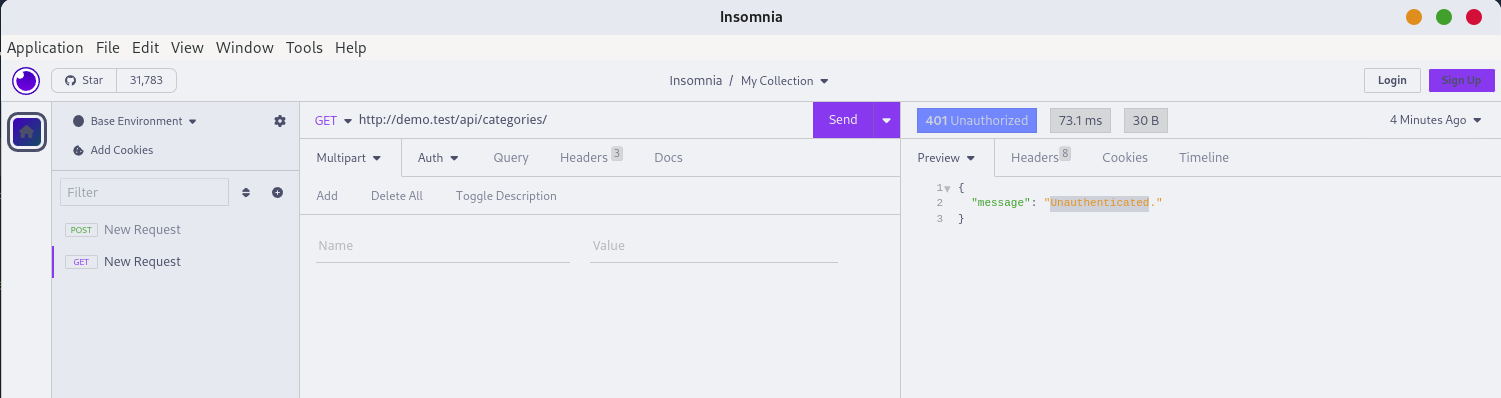 Insomnia
Application File Edit View Window Tools Help
Star 31,783
Insomnia / My Collection
Login Sign Up
Base Environment
GET http://demo.test/api/categories/ Send
401 Unauthorized 73.1 ms 30 B 4 Minutes Ago
Add Cookies
Multipart Auth Query Headers 3 Docs
Preview Headers 8 Cookies Timeline
Filter
Add Delete All Toggle Description
1 {
2 "message": "Unauthenticated."
3 }
POST New Request
GET New Request
Name Value